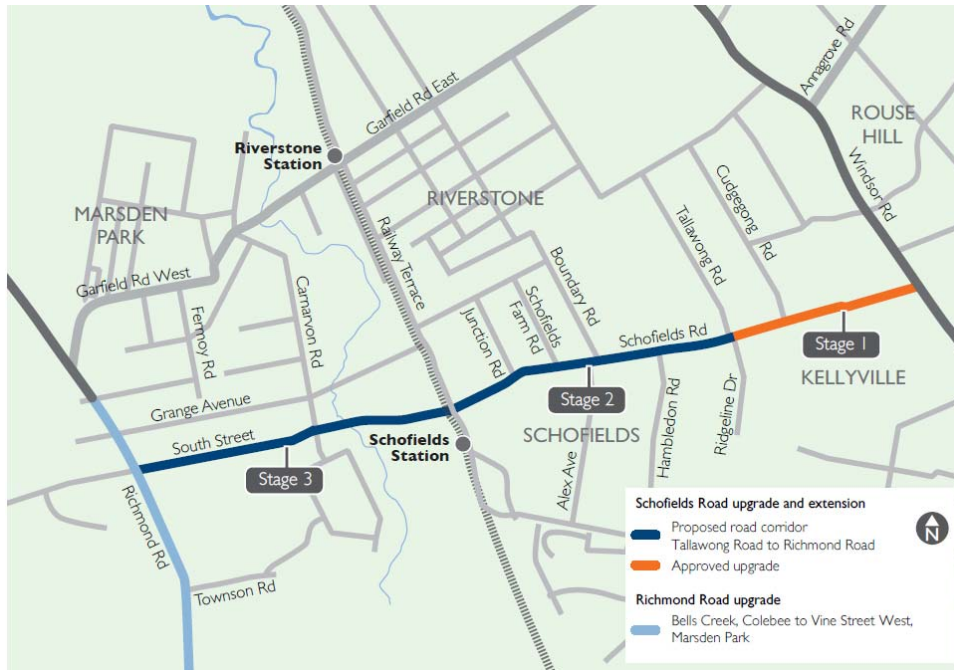 Annagrove Rd
ROUSE
HILL
Windsor Rd
Garfield Rd East
Riverstone
Station
RIVERSTONE
Cudgegong Rd
Tallawong Rd
MARSDEN
PARK
Railway Terrace
Boundary Rd
Garfield Rd West
Carnarvon Rd
Fermoy Rd
Junction Rd
Schofields
Farm Rd
Schofields Rd
Stage 1
KELLYVILLE
Stage 2
Grange Avenue
South Street
Schofields
Station
SCHOFIELDS
Alex Ave
Hambledon Rd
Ridgeline Dr
Stage 3
Richmond Rd
Townson Rd
Schofields Road upgrade and extension
Proposed road corridor
Tallawong Road to Richmond Road
Approved upgrade
N
Richmond Road upgrade
Bells Creek, Colebee to Vine Street West,
Marsden Park